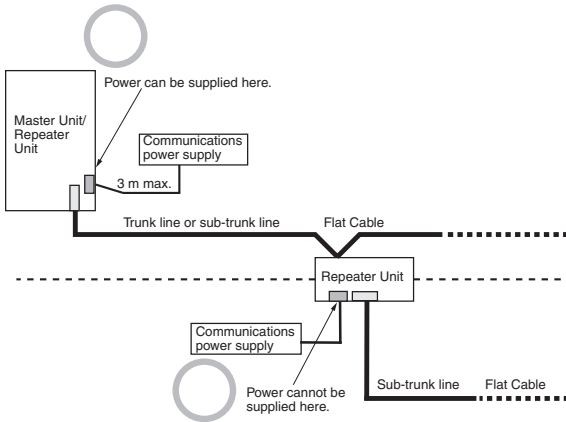 Power can be supplied here.
Master Unit/
Repeater
Unit
Communications
power supply
3 m max.
Trunk line or sub-trunk line
Flat Cable
Repeater Unit
Communications
power supply
Power cannot be
supplied here.
Sub-trunk line
Flat Cable